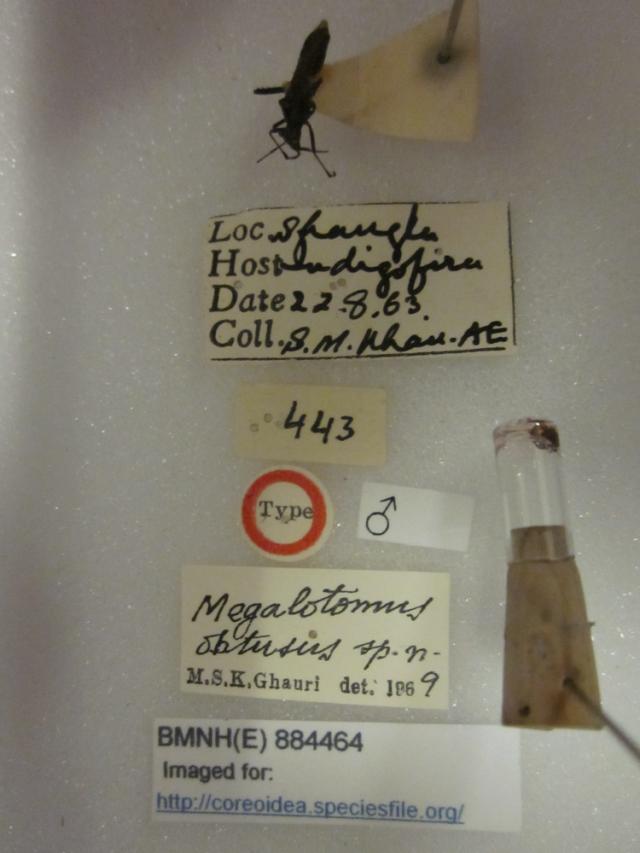 Loc. Shangla
Host Indigofira
Date 22.8.63.
Coll. S.M. Khan. AE
443
Type
♂
Megalotomus
obtusus sp. n-
M.S.K. Ghauri det. 1969
BMNH(E) 884464
Imaged for:
http://coreoidea.speciesfile.org/